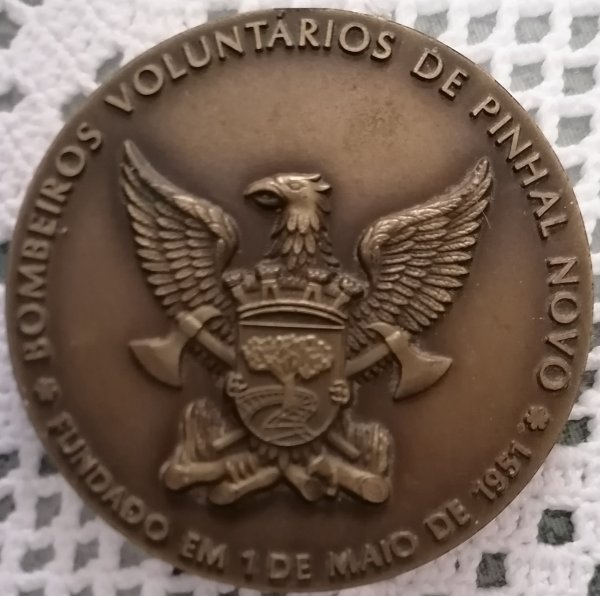 BOMBEIROS VOLUNTÁRIOS DE PINHAL NOVO
FUNDADO EM 1 DE MAIO DE 1951